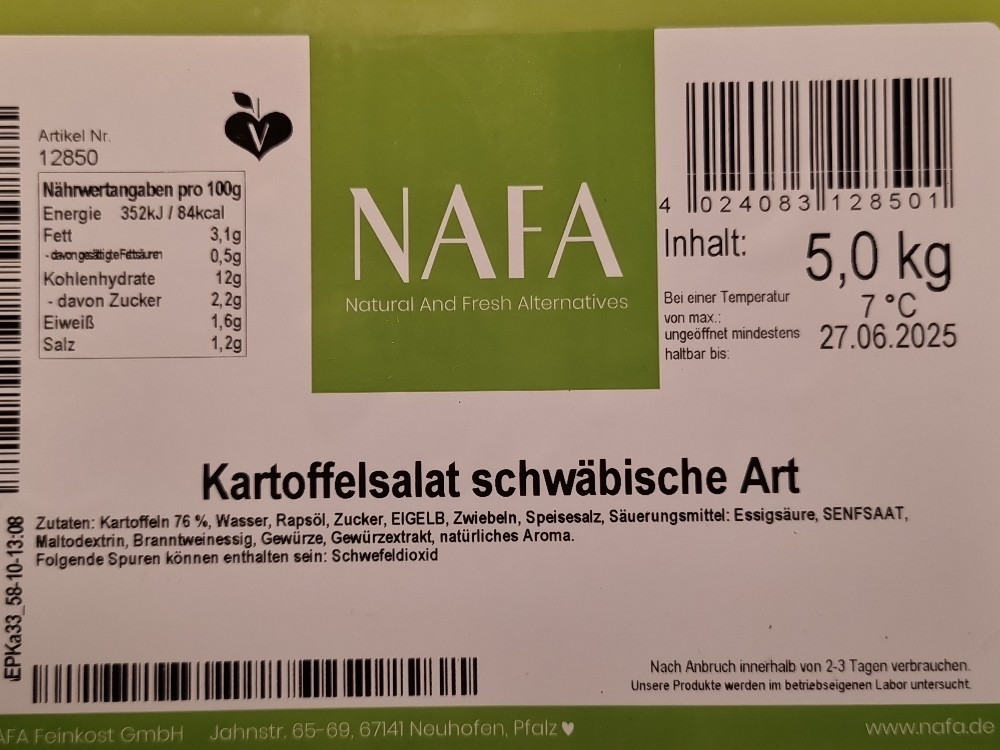 Artikel Nr.
12850
V
Nährwertangaben pro 100g
Energie 352kJ / 84kcal
Fett 3,1g
- davon gesättigte Fettsäuren 0,5g
Kohlenhydrate 12g
- davon Zucker 2,2g
Eiweiß 1,6g
Salz 1,2g
NAFA
Natural And Fresh Alternatives
4 024083 128501
Inhalt: 5,0 kg
Bei einer Temperatur
von max.: 7 °C
ungeöffnet mindestens
haltbar bis: 27.06.2025
Kartoffelsalat schwäbische Art
Zutaten: Kartoffeln 76 %, Wasser, Rapsöl, Zucker, EIGELB, Zwiebeln, Speisesalz, Säuerungsmittel: Essigsäure, SENFSAAT,
Maltodextrin, Branntweinessig, Gewürze, Gewürzextrakt, natürliches Aroma.
Folgende Spuren können enthalten sein: Schwefeldioxid
EPKa33_58-10-13:08
Nach Anbruch innerhalb von 2-3 Tagen verbrauchen.
Unsere Produkte werden im betriebseigenen Labor untersucht.
AFA Feinkost GmbH Jahnstr. 65-69, 67141 Neuhofen, Pfalz ♥ www.nafa.de